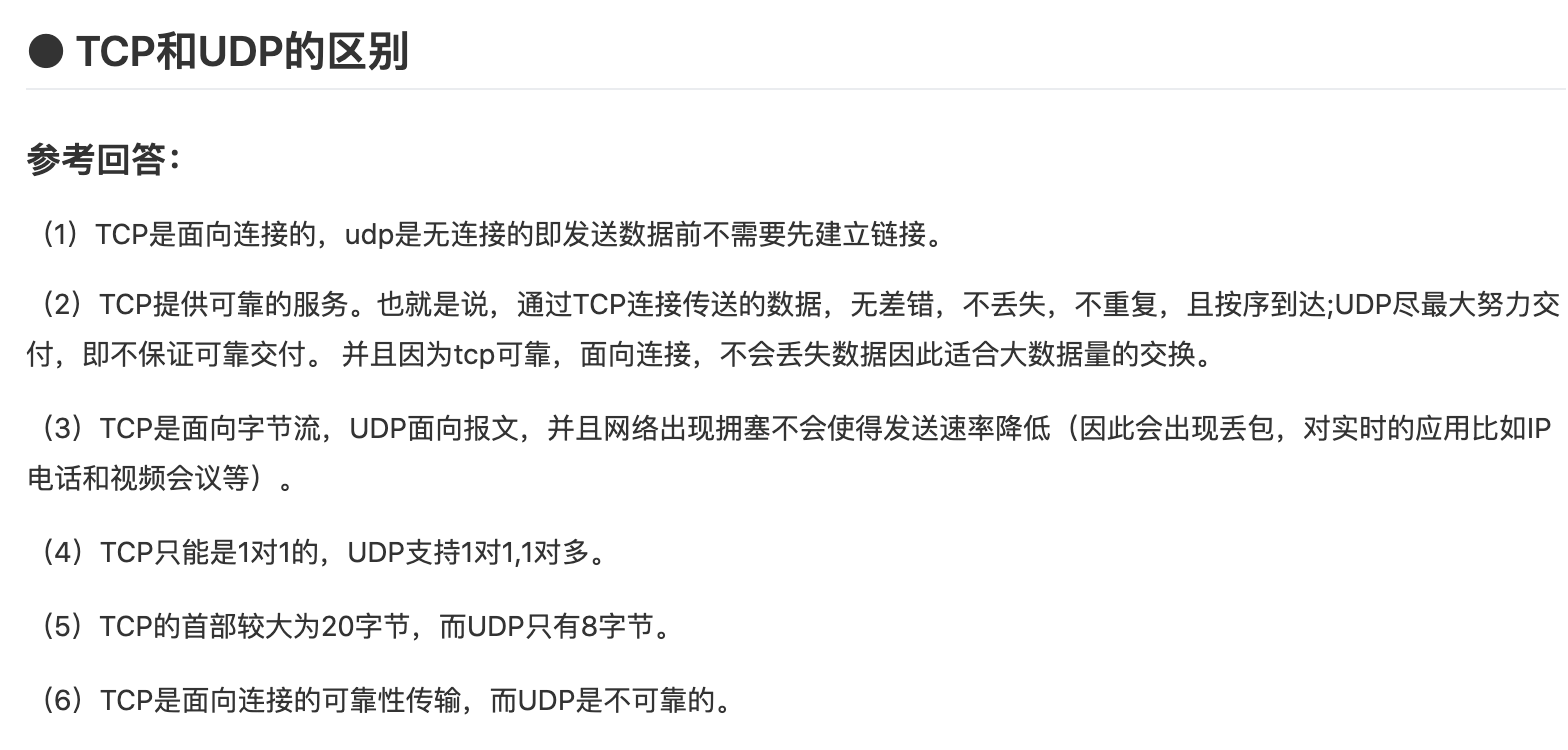 ● TCP和UDP的区别
参考回答：
（1）TCP是面向连接的，udp是无连接的即发送数据前不需要先建立链接。
（2）TCP提供可靠的服务。也就是说，通过TCP连接传送的数据，无差错，不丢失，不重复，且按序到达;UDP尽最大努力交
付，即不保证可靠交付。 并且因为tcp可靠，面向连接，不会丢失数据因此适合大数据量的交换。
（3）TCP是面向字节流，UDP面向报文，并且网络出现拥塞不会使得发送速率降低（因此会出现丢包，对实时的应用比如IP
电话和视频会议等）。
（4）TCP只能是1对1的，UDP支持1对1,1对多。
（5）TCP的首部较大为20字节，而UDP只有8字节。
（6）TCP是面向连接的可靠性传输，而UDP是不可靠的。